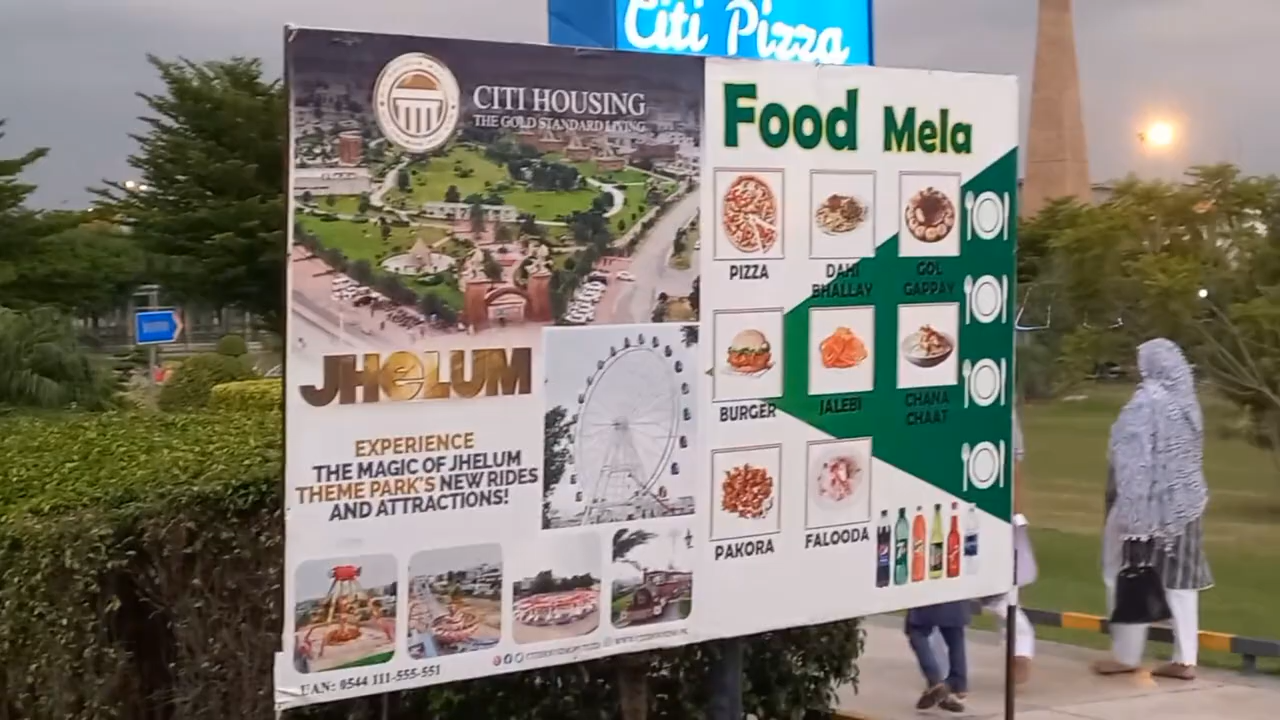 Citi Pizza
CITI HOUSING
THE GOLD STANDARD LIVING
JHELUM
EXPERIENCE
THE MAGIC OF JHELUM
THEME PARK'S NEW RIDES
AND ATTRACTIONS!
UAN: 0544 111-555-551
Food Mela
PIZZA
DAHI
BHALLAY
GOL
GAPPAY
BURGER
JALEBI
CHANA
CHAAT
PAKORA
FALOODA